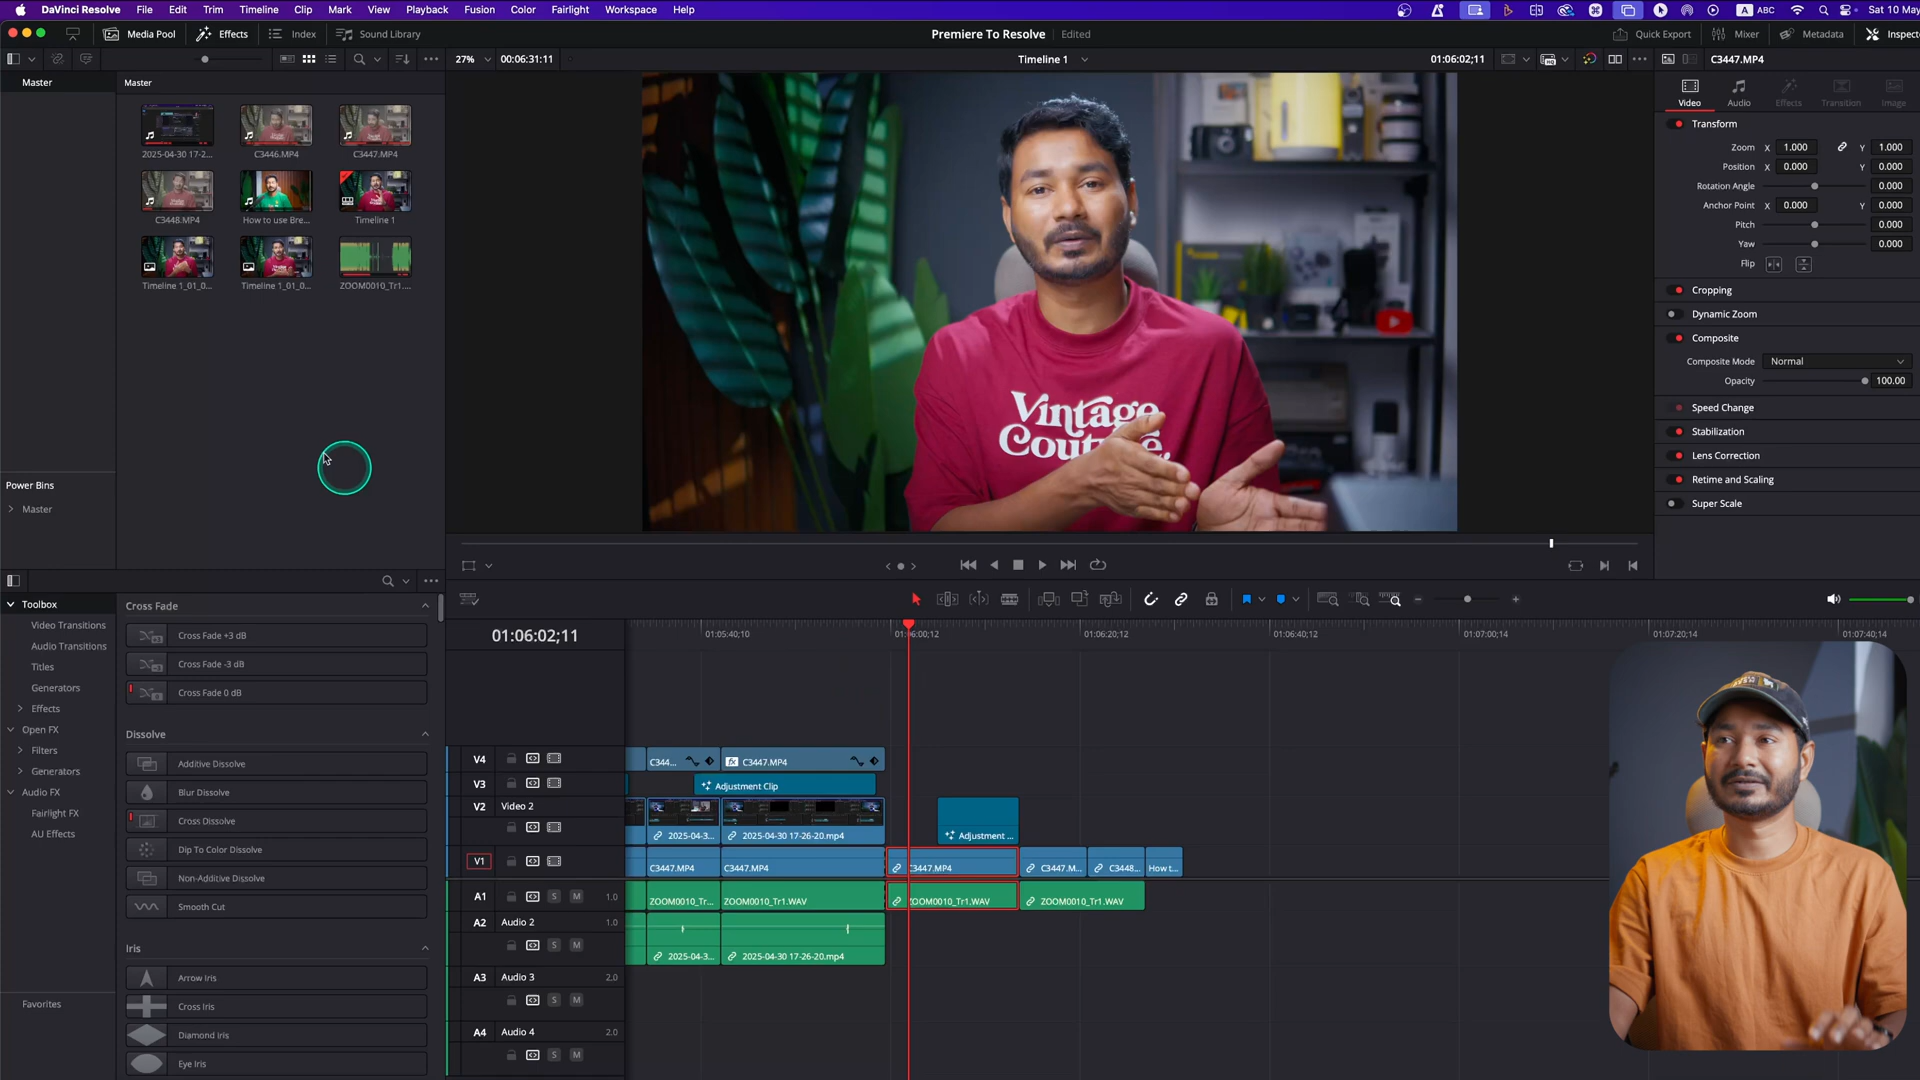 DaVinci Resolve File Edit Trim Timeline Clip Mark View Playback Fusion Color Fairlight Workspace Help A ABC Sat 10 May
Media Pool Effects Index Sound Library Premiere To Resolve Edited Quick Export Mixer Metadata Inspect
27% 00:06:31:11 Timeline 1 01:06:02;11 C3447.MP4
Master Master
Video Audio Effects Transition Image
2025-04-30 17-2... C3446.MP4 C3447.MP4
C3448.MP4 How to use Bre... Timeline 1
Timeline 1_01_0... Timeline 1_01_0... ZOOM0010_Tr1....
Transform
Zoom X 1.000 Y 1.000
Position X 0.000 Y 0.000
Rotation Angle 0.000
Anchor Point X 0.000 Y 0.000
Pitch 0.000
Yaw 0.000
Flip
Cropping
Dynamic Zoom
Composite
Composite Mode Normal
Opacity 100.00
Speed Change
Stabilization
Lens Correction
Retime and Scaling
Super Scale
Vintage
Couture
Power Bins
Master
Toolbox
Video Transitions
Audio Transitions
Titles
Generators
Effects
Open FX
Filters
Generators
Audio FX
Fairlight FX
AU Effects
Favorites
Cross Fade
Cross Fade +3 dB
Cross Fade -3 dB
Cross Fade 0 dB
Dissolve
Additive Dissolve
Blur Dissolve
Cross Dissolve
Dip To Color Dissolve
Non-Additive Dissolve
Smooth Cut
Iris
Arrow Iris
Cross Iris
Diamond Iris
Eye Iris
01:06:02;11 01:05:40;10 01:06:00;12 01:06:20;12 01:06:40;12 01:07:00;14 01:07:20;14 01:07:40;14
V4 C344... C3447.MP4
V3 Adjustment Clip
V2 Video 2
2025-04-3... 2025-04-30 17-26-20.mp4 Adjustment ...
V1 C3447.MP4 C3447.MP4 C3447.MP4 C3447.M... C3448... How t...
A1 S M 1.0 ZOOM0010_Tr... ZOOM0010_Tr1.WAV ZOOM0010_Tr1.WAV ZOOM0010_Tr1.WAV
A2 Audio 2 1.0
S M 2025-04-3... 2025-04-30 17-26-20.mp4
A3 Audio 3 2.0
S M
A4 Audio 4 2.0
S M